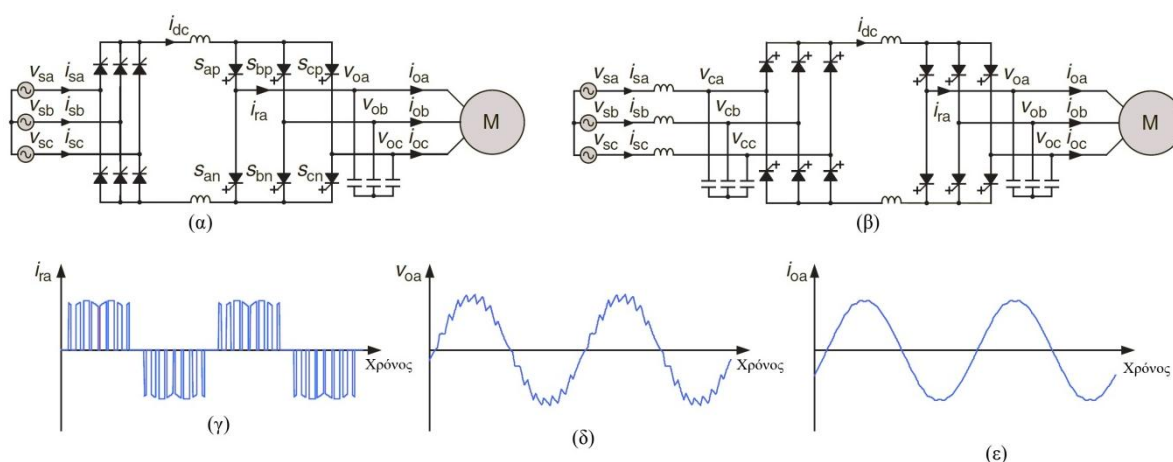 i_dc
s_ap s_bp s_cp
v_sa i_sa
v_sb i_sb
v_sc i_sc
i_ra
v_oa i_oa
v_ob i_ob
v_oc i_oc
M
s_an s_bn s_cn
(α)
i_dc
v_sa i_sa v_ca
v_sb i_sb v_cb
v_sc i_sc v_cc
i_ra
v_oa i_oa
v_ob i_ob
v_oc i_oc
M
(β)
i_ra
Χρόνος
(γ)
v_oa
Χρόνος
(δ)
i_oa
Χρόνος
(ε)